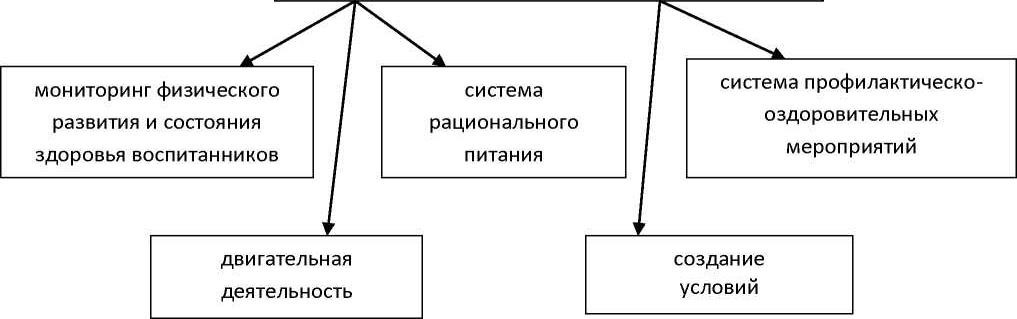 мониторинг физического
развития и состояния
здоровья воспитанников
система
рационального
питания
система профилактическо-
оздоровительных
мероприятий
двигательная
деятельность
создание
условий